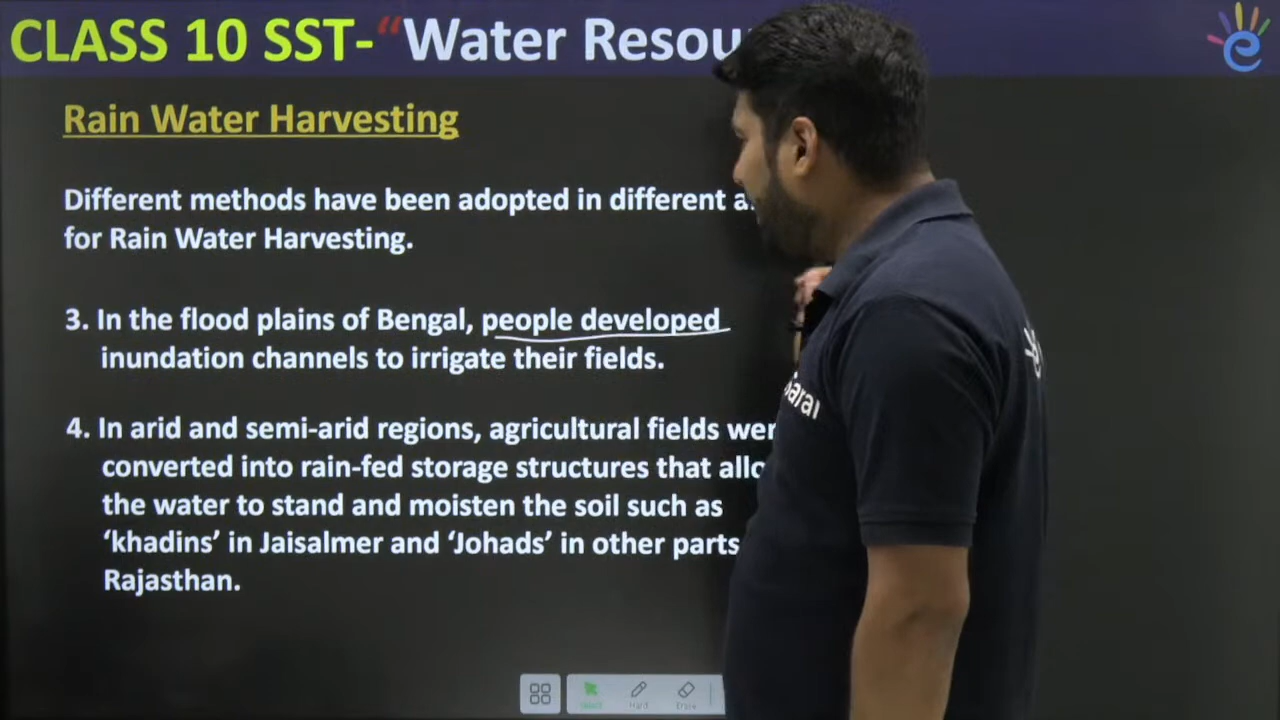 CLASS 10 SST-“Water
Rain Water Harvesting
Different methods have been adopted in different
for Rain Water Harvesting.
3. In the flood plains of Bengal, people developed
inundation channels to irrigate their fields.
4. In arid and semi-arid regions, agricultural fields
converted into rain-fed storage structures that
the water to stand and moisten the soil such as
‘khadins’ in Jaisalmer and ‘Johads’ in other parts
Rajasthan.